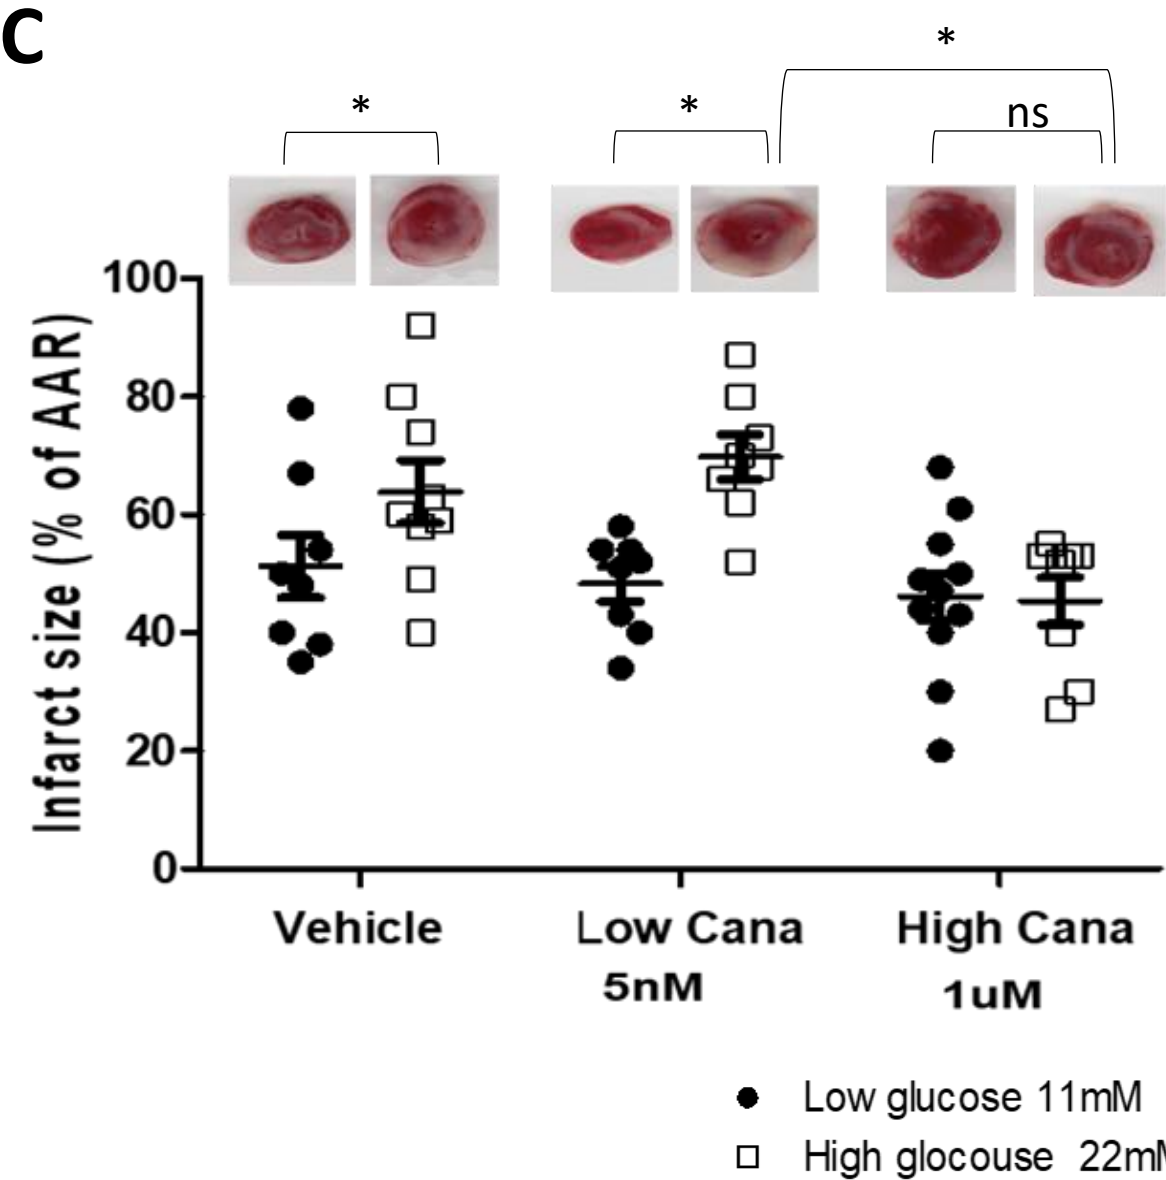 C
*
* * ns
100
80
60
40
20
0
Infarct size (% of AAR)
Vehicle Low Cana High Cana
5nM 1uM
Low glucose 11mM
High glocouse 22mM